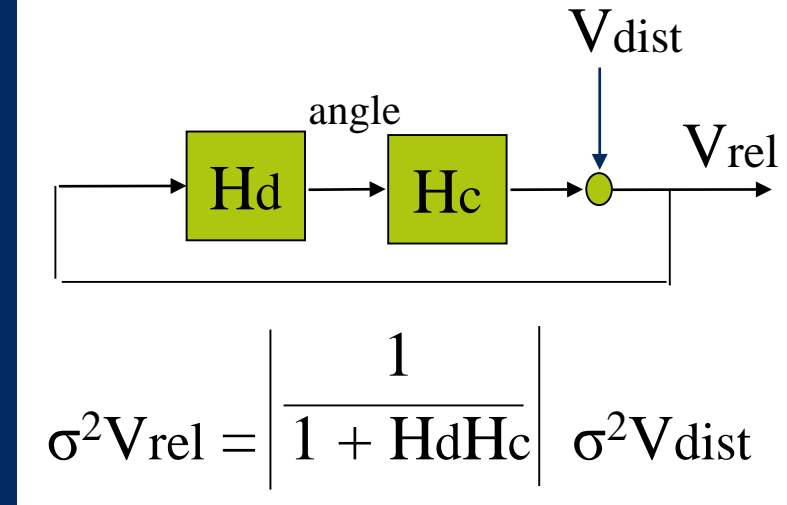 Vdist
angle
Vrel
Hd
Hc
1
σ²Vrel = | 1 + HdHc | σ²Vdist